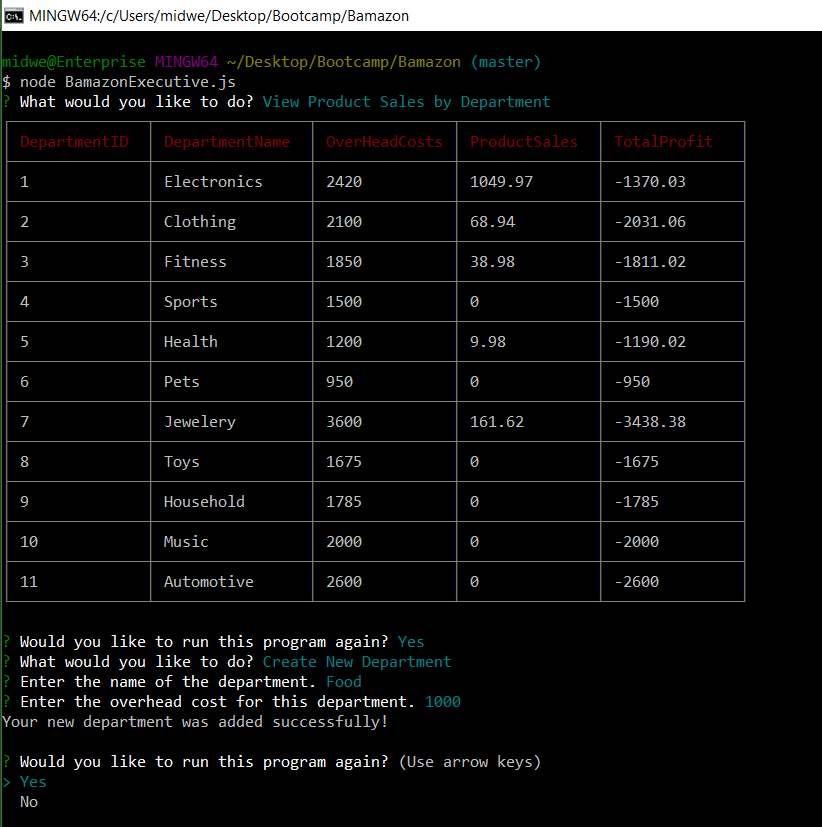 MINGW64:/c/Users/midwe/Desktop/Bootcamp/Bamazon
midwe@Enterprise MINGW64 ~/Desktop/Bootcamp/Bamazon (master)
$ node BamazonExecutive.js
? What would you like to do? View Product Sales by Department
DepartmentID DepartmentName OverHeadCosts ProductSales TotalProfit
1 Electronics 2420 1049.97 -1370.03
2 Clothing 2100 68.94 -2031.06
3 Fitness 1850 38.98 -1811.02
4 Sports 1500 0 -1500
5 Health 1200 9.98 -1190.02
6 Pets 950 0 -950
7 Jewelery 3600 161.62 -3438.38
8 Toys 1675 0 -1675
9 Household 1785 0 -1785
10 Music 2000 0 -2000
11 Automotive 2600 0 -2600
? Would you like to run this program again? Yes
? What would you like to do? Create New Department
? Enter the name of the department. Food
? Enter the overhead cost for this department. 1000
Your new department was added successfully!
? Would you like to run this program again? (Use arrow keys)
> Yes
No